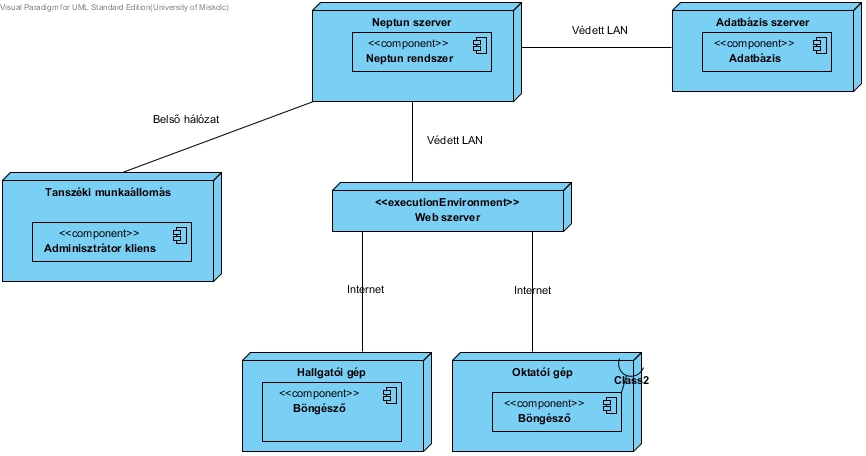 Visual Paradigm for UML Standard Edition(University of Miskolc)
Neptun szerver
<<component>>
Neptun rendszer
Védett LAN
Adatbázis szerver
<<component>>
Adatbázis
Belső hálózat
Védett LAN
Tanszéki munkaállomás
<<component>>
Adminisztrátor kliens
<<executionEnvironment>>
Web szerver
Internet
Internet
Hallgatói gép
<<component>>
Böngésző
Oktatói gép
Class2
<<component>>
Böngésző